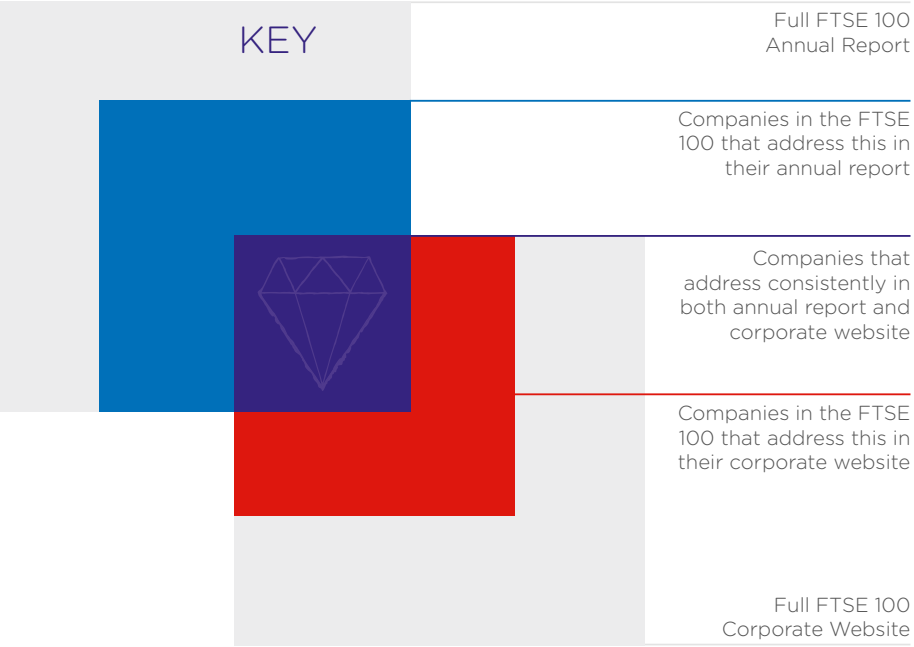 KEY
Full FTSE 100
Annual Report
Companies in the FTSE
100 that address this in
their annual report
Companies that
address consistently in
both annual report and
corporate website
Companies in the FTSE
100 that address this in
their corporate website
Full FTSE 100
Corporate Website